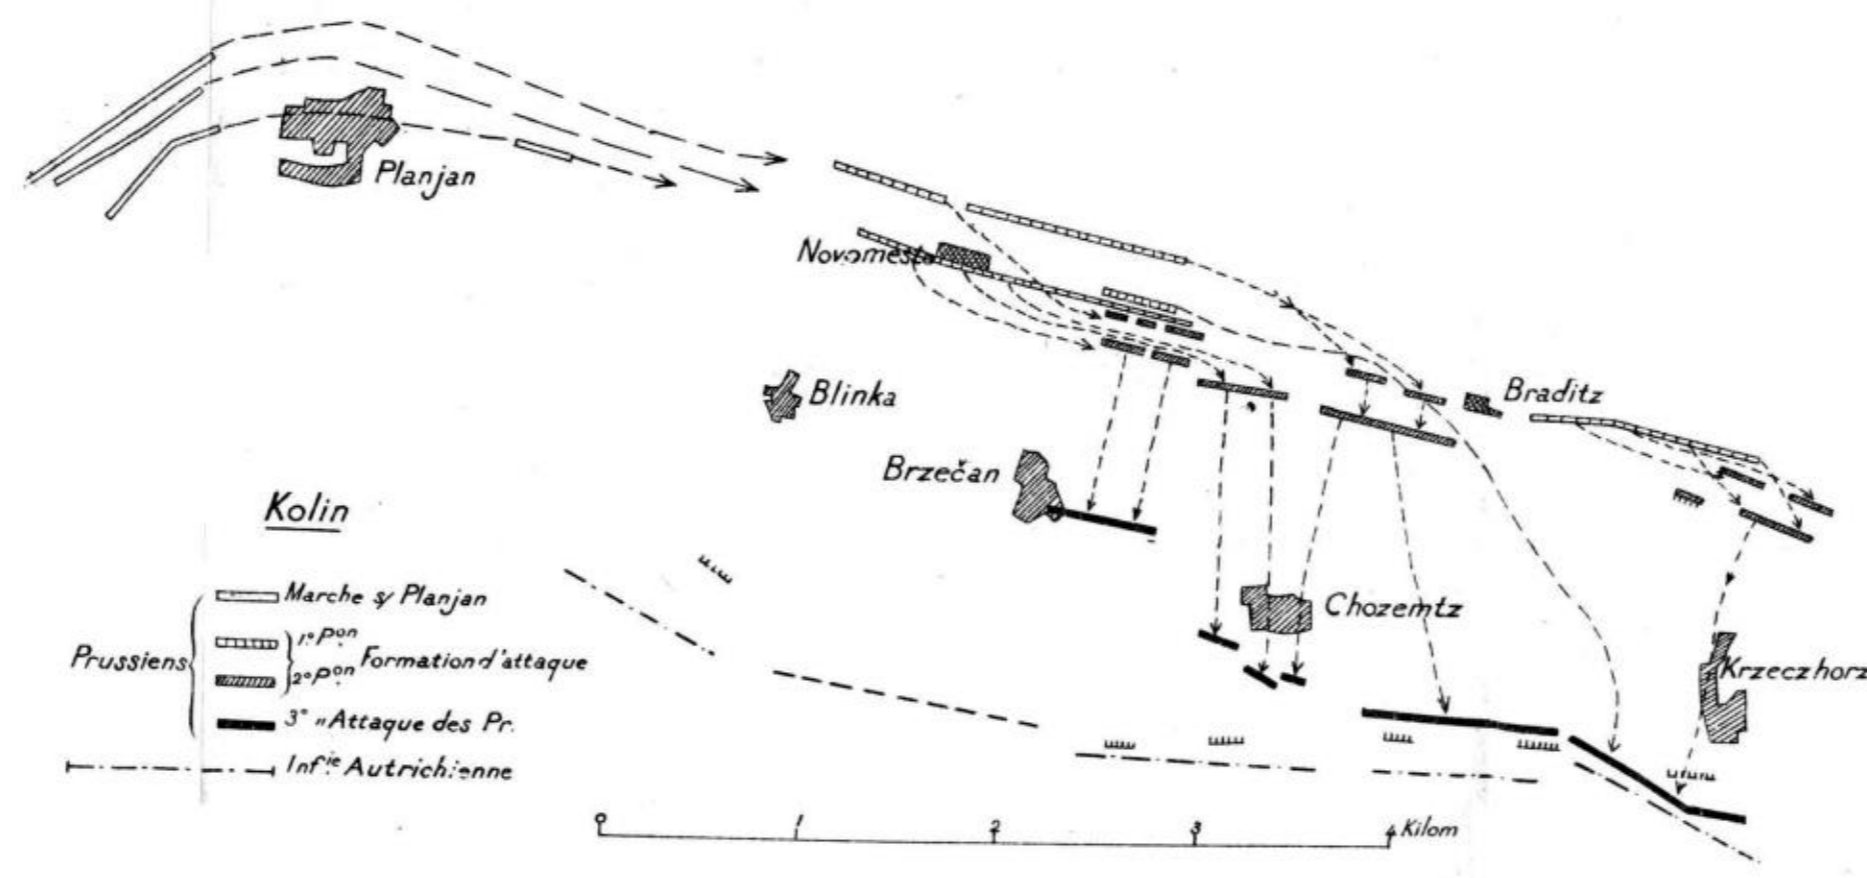 Planjan
Novoměsto
Braditz
Blinka
Brzečan
Kolin
Chozemtz
Krzeczhorz
Prussiens
Marche s/ Planjan
1° Pon
2° Pon
Formation d'attaque
3° " Attaque des Pr.
Infie Autrichienne
0 1 2 3 4 Kilom